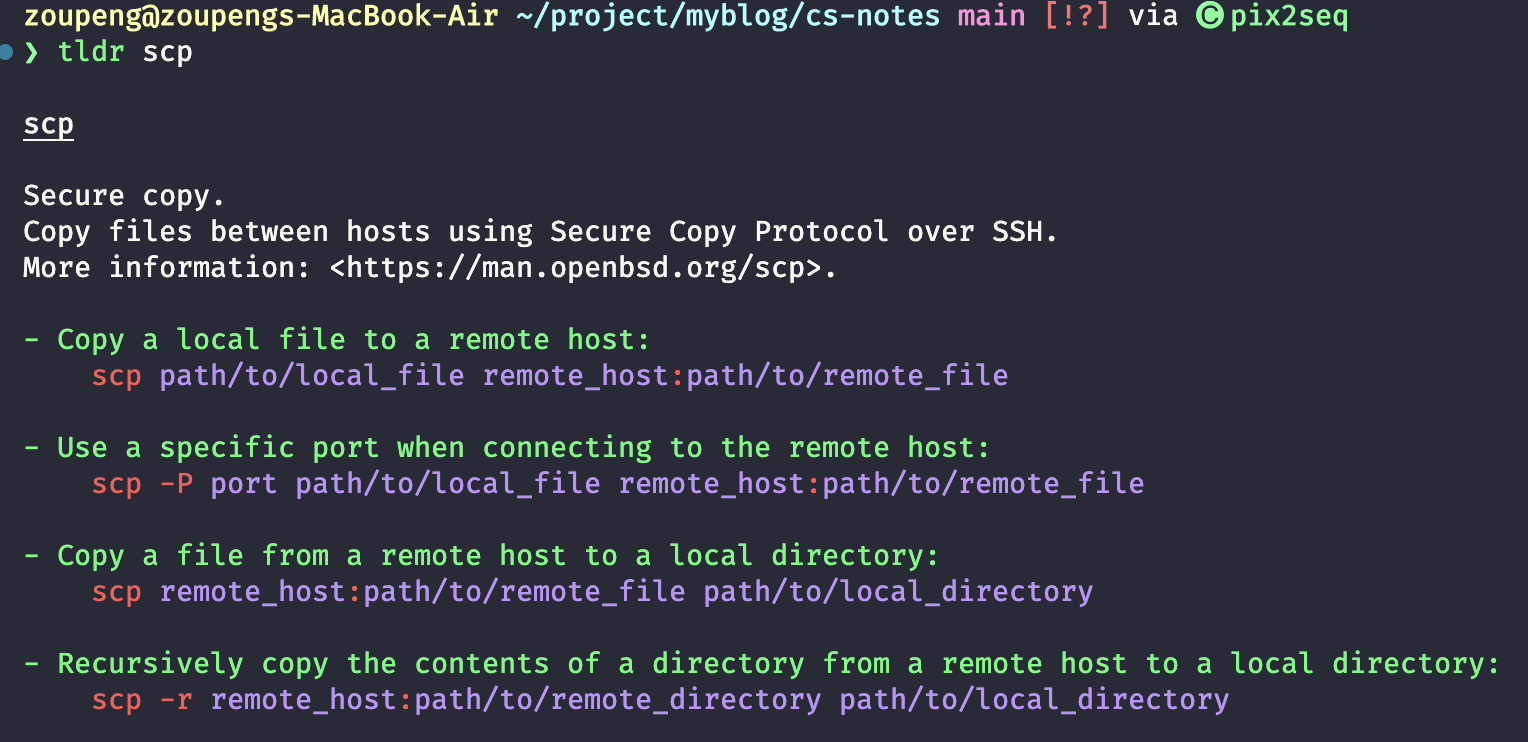 zoupeng@zoupengs-MacBook-Air ~/project/myblog/cs-notes main [!?] via ©pix2seq
❯ tldr scp
scp
Secure copy.
Copy files between hosts using Secure Copy Protocol over SSH.
More information: <https://man.openbsd.org/scp>.
- Copy a local file to a remote host:
scp path/to/local_file remote_host:path/to/remote_file
- Use a specific port when connecting to the remote host:
scp -P port path/to/local_file remote_host:path/to/remote_file
- Copy a file from a remote host to a local directory:
scp remote_host:path/to/remote_file path/to/local_directory
- Recursively copy the contents of a directory from a remote host to a local directory:
scp -r remote_host:path/to/remote_directory path/to/local_directory